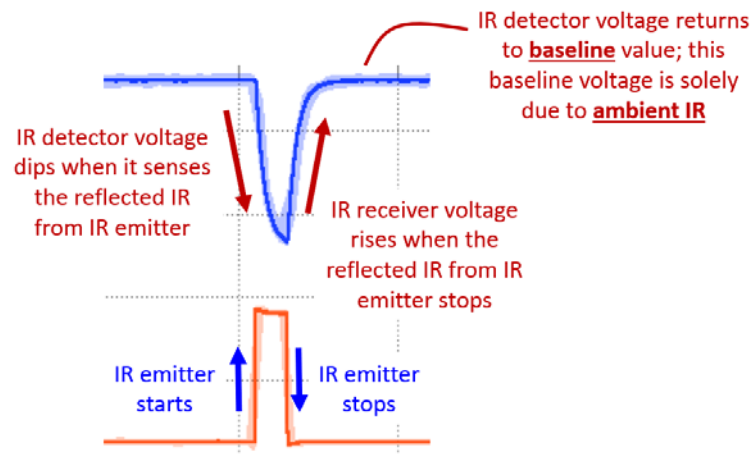 IR detector voltage returns
to baseline value; this
baseline voltage is solely
due to ambient IR
IR detector voltage
dips when it senses
the reflected IR
from IR emitter
IR receiver voltage
rises when the
reflected IR from IR
emitter stops
IR emitter
starts
IR emitter
stops